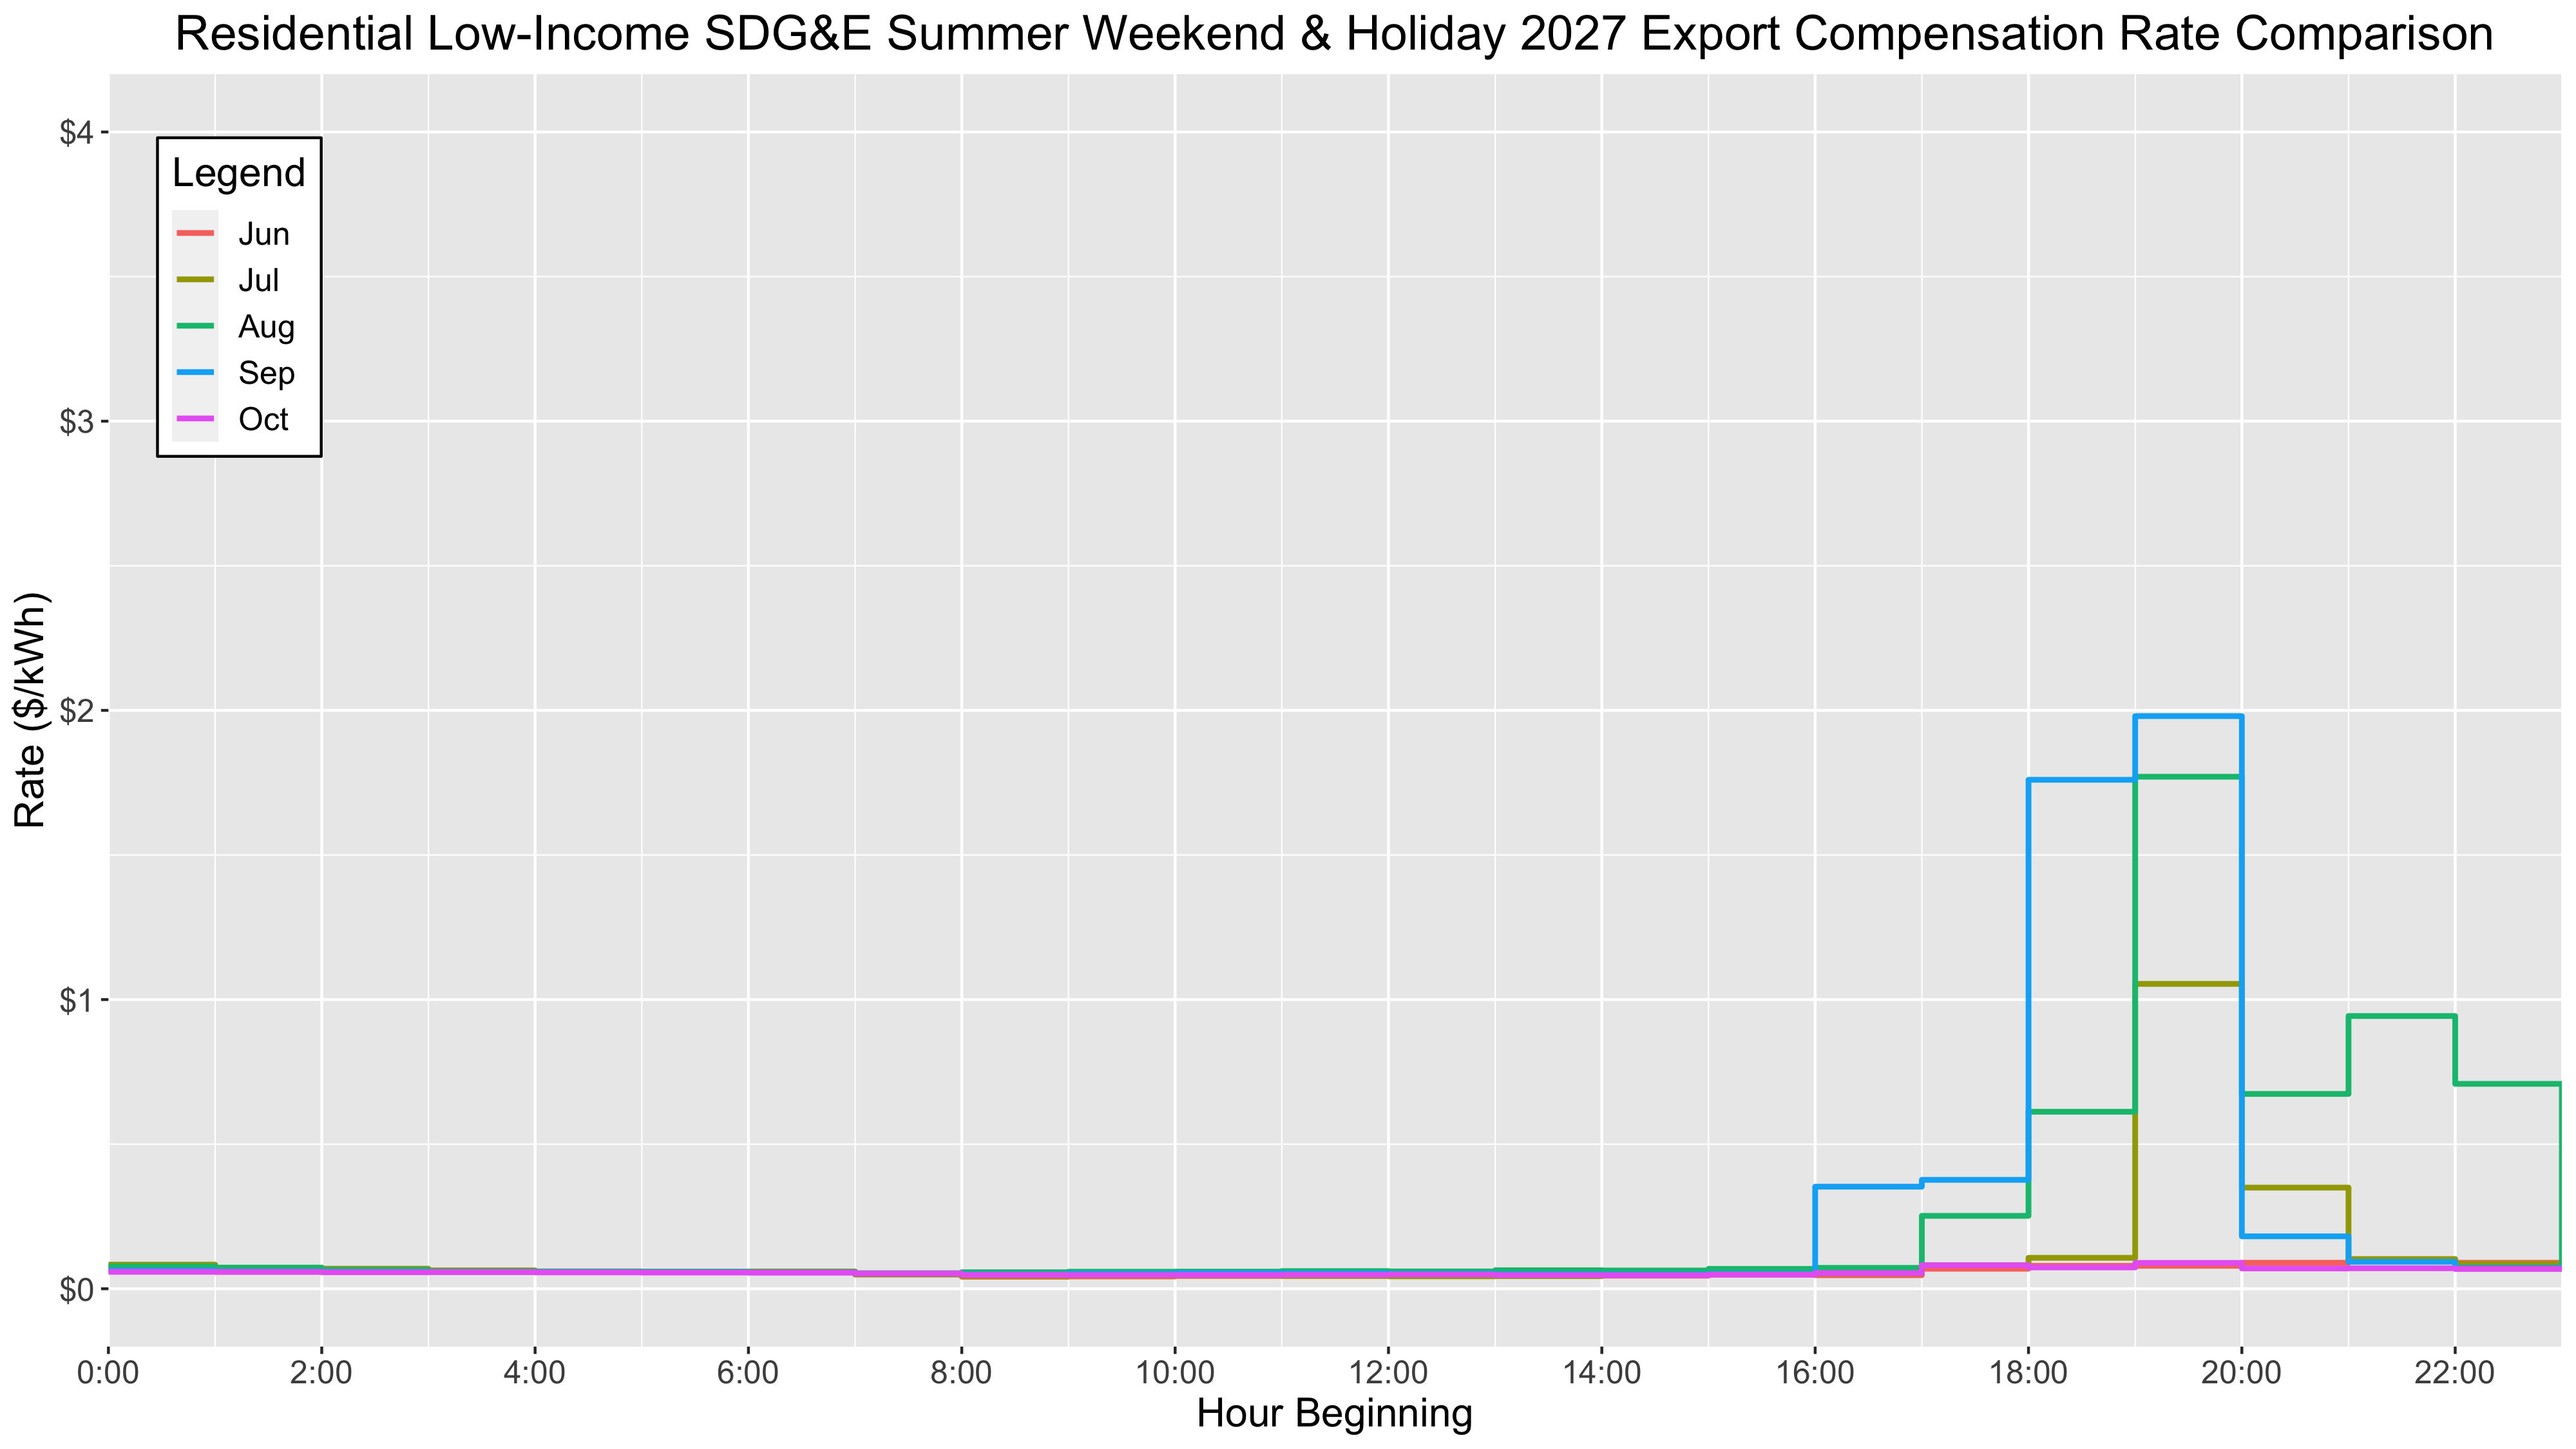 Residential Low-Income SDG&E Summer Weekend & Holiday 2027 Export Compensation Rate Comparison
$4
Legend
Jun
Jul
Aug
Sep
Oct
$3
Rate ($/kWh)
$2
$1
$0
0:00 2:00 4:00 6:00 8:00 10:00 12:00 14:00 16:00 18:00 20:00 22:00
Hour Beginning